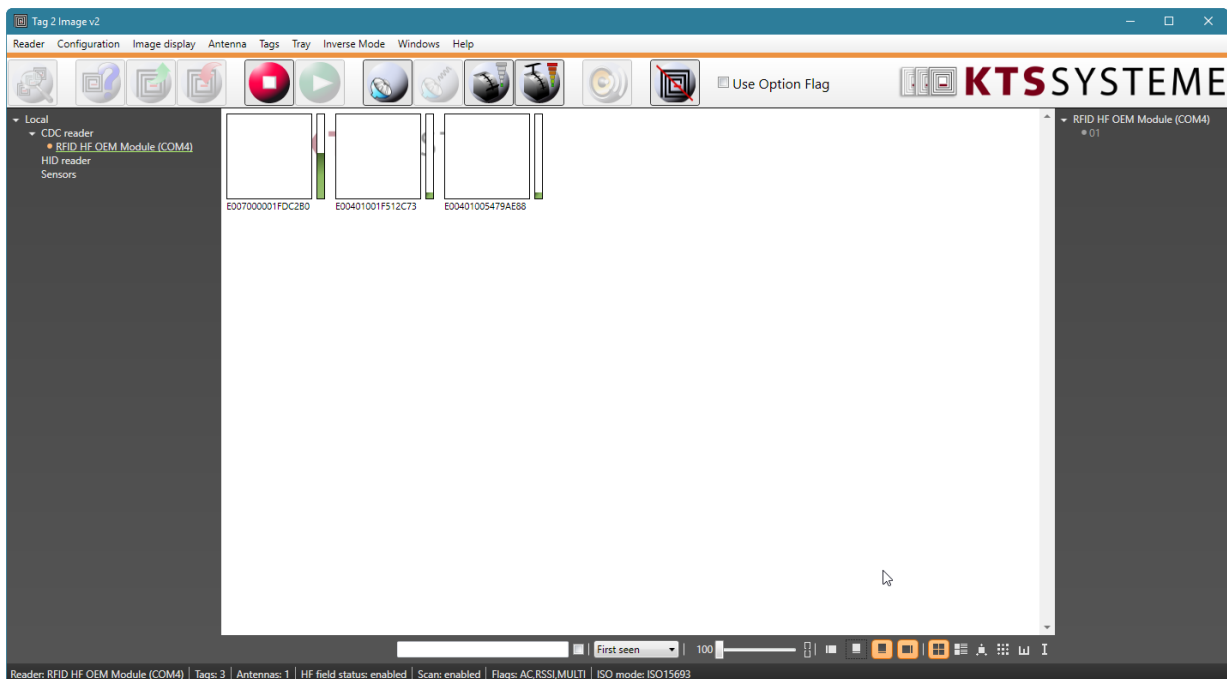 Tag 2 Image v2
Reader Configuration Image display Antenna Tags Tray Inverse Mode Windows Help
Use Option Flag
KTSSYSTEME
Local
CDC reader
RFID HF OEM Module (COM4)
HID reader
Sensors
E007000001FDC2B0 E00401001F512C73 E00401005479AE88
RFID HF OEM Module (COM4)
01
First seen 100
Reader: RFID HF OEM Module (COM4) | Tags: 3 | Antennas: 1 | HF field status: enabled | Scan: enabled | Flags: AC,RSSI,MULTI | ISO mode: ISO15693